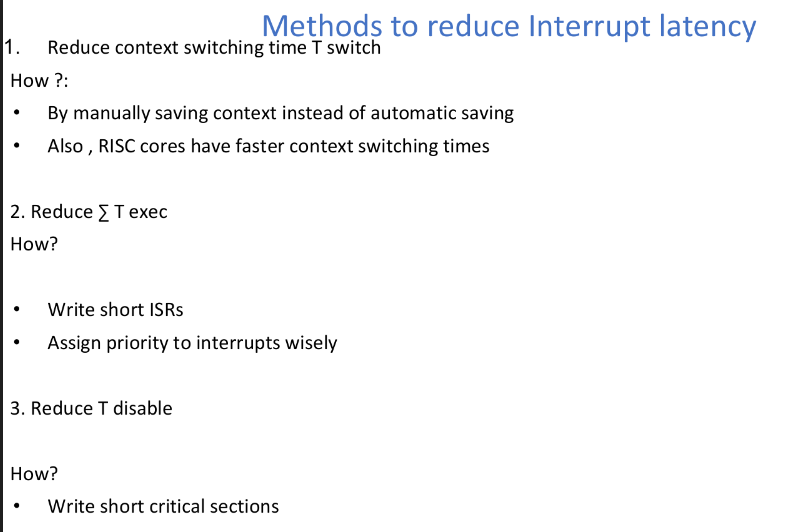 Methods to reduce Interrupt latency
1. Reduce context switching time T switch
How ?:
• By manually saving context instead of automatic saving
• Also , RISC cores have faster context switching times
2. Reduce ∑ T exec
How?
• Write short ISRs
• Assign priority to interrupts wisely
3. Reduce T disable
How?
• Write short critical sections